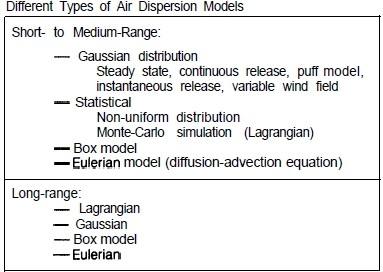 Different Types of Air Dispersion Models
Short- to Medium-Range:
— Gaussian distribution
Steady state, continuous release, puff model,
instantaneous release, variable wind field
— Statistical
Non-uniform distribution
Monte-Carlo simulation (Lagrangian)
— Box model
— Eulerian model (diffusion-advection equation)
Long-range:
— Lagrangian
— Gaussian
— Box model
— Eulerian